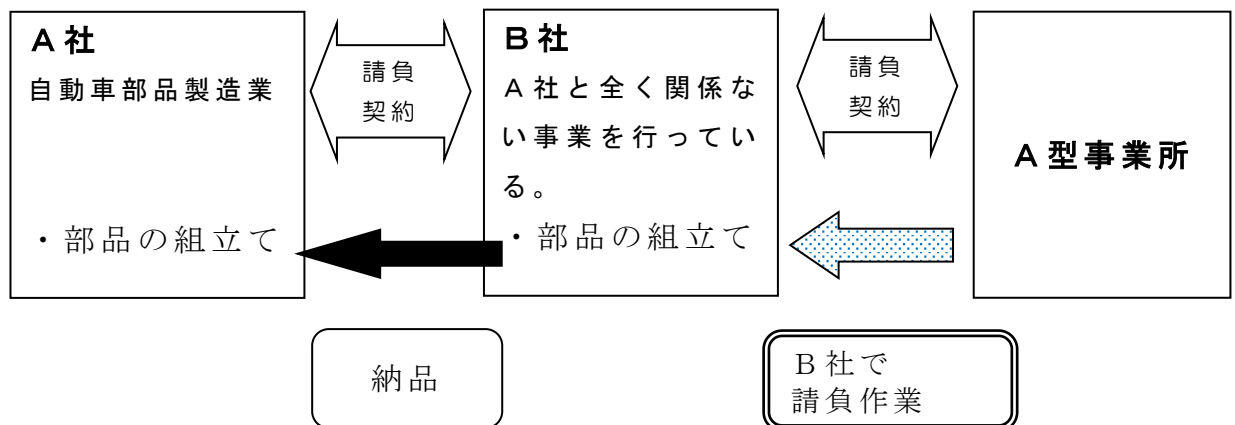 A社
自動車部品製造業
・部品の組立て
請負
契約
B社
A社と全く関係な
い事業を行ってい
る。
・部品の組立て
請負
契約
A型事業所
納品
B社で
請負作業